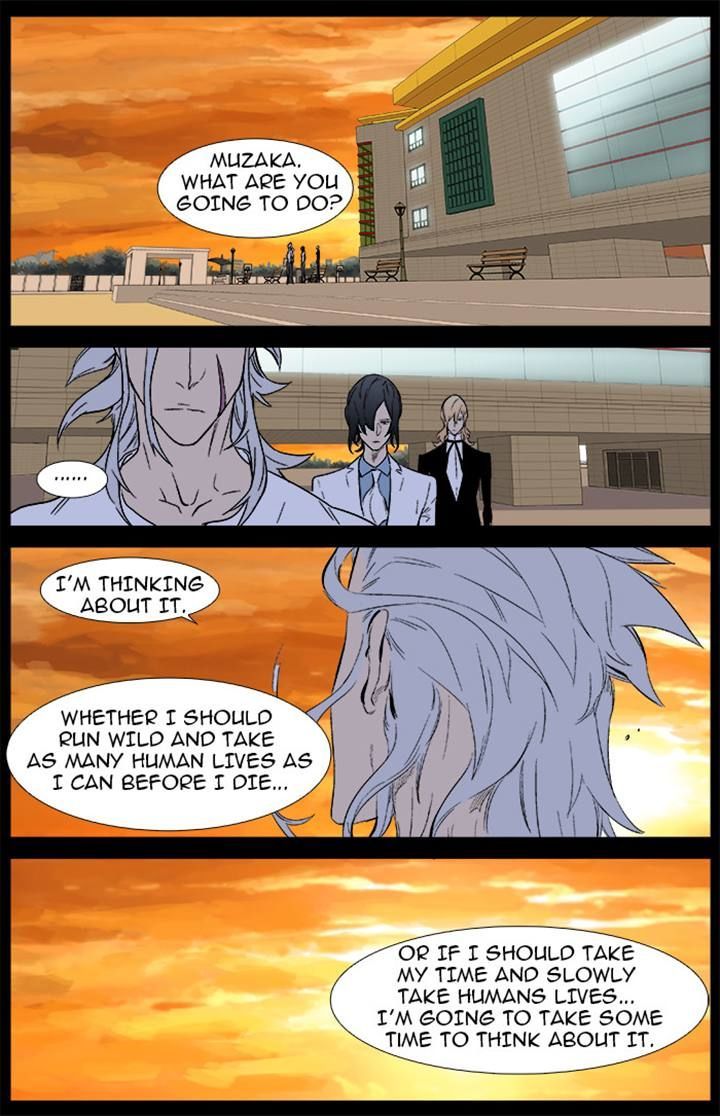 MUZAKA,
WHAT ARE YOU
GOING TO DO?
......
I'M THINKING
ABOUT IT.
WHETHER I SHOULD
RUN WILD AND TAKE
AS MANY HUMAN LIVES AS
I CAN BEFORE I DIE...
OR IF I SHOULD TAKE
MY TIME AND SLOWLY
TAKE HUMANS LIVES...
I'M GOING TO TAKE SOME
TIME TO THINK ABOUT IT.